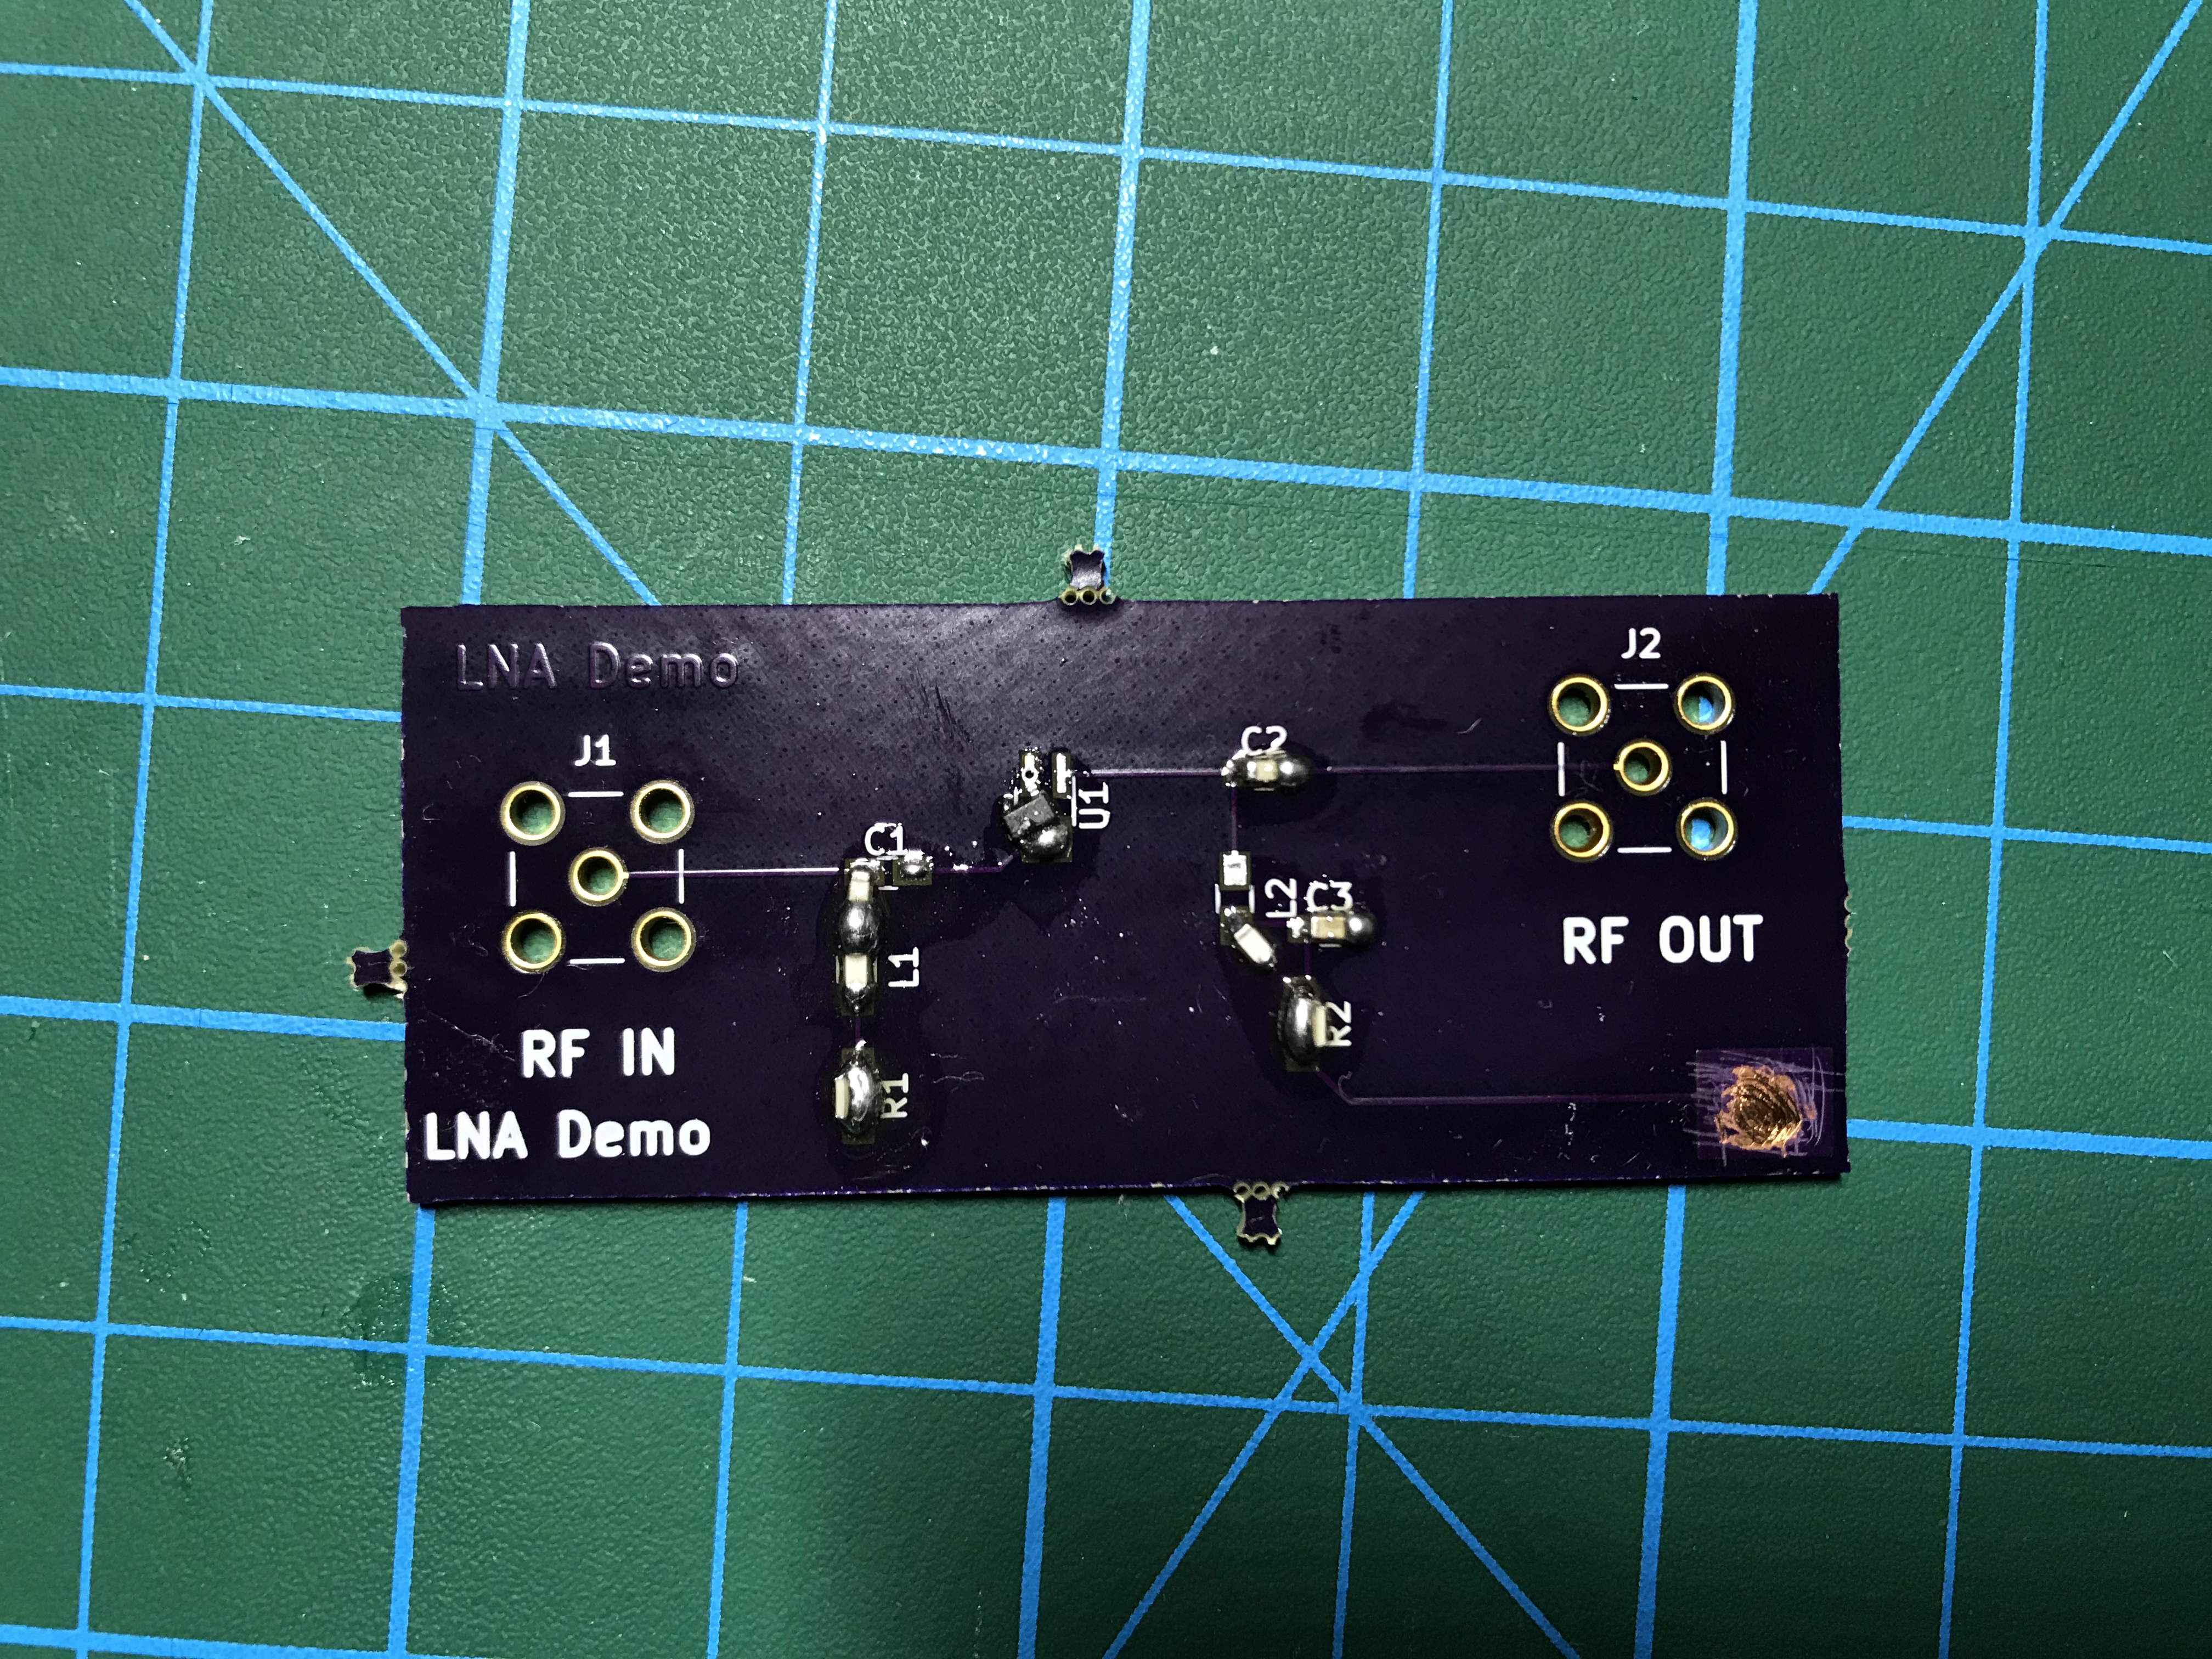 LNA Demo
J1
RF IN
LNA Demo
C1
R1
L1
U1
C2
L2
C3
R2
J2
RF OUT